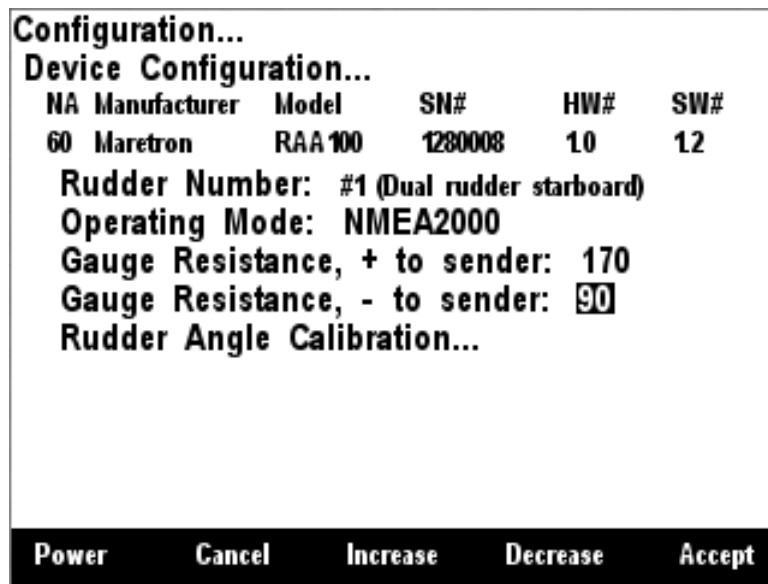 Configuration...
Device Configuration...
NA Manufacturer Model SN# HW# SW#
60 Maretron RAA100 1280008 1.0 1.2
Rudder Number: #1 (Dual rudder starboard)
Operating Mode: NMEA2000
Gauge Resistance, + to sender: 170
Gauge Resistance, - to sender: 90
Rudder Angle Calibration...
Power Cancel Increase Decrease Accept